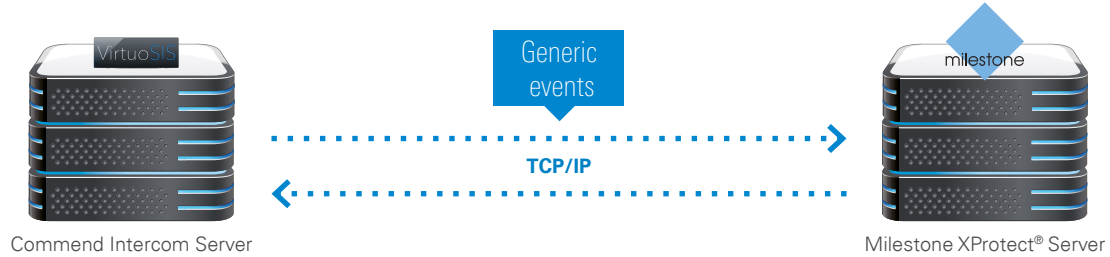 VirtuoSIS
Generic
events
milestone
TCP/IP
Commend Intercom Server
Milestone XProtect® Server